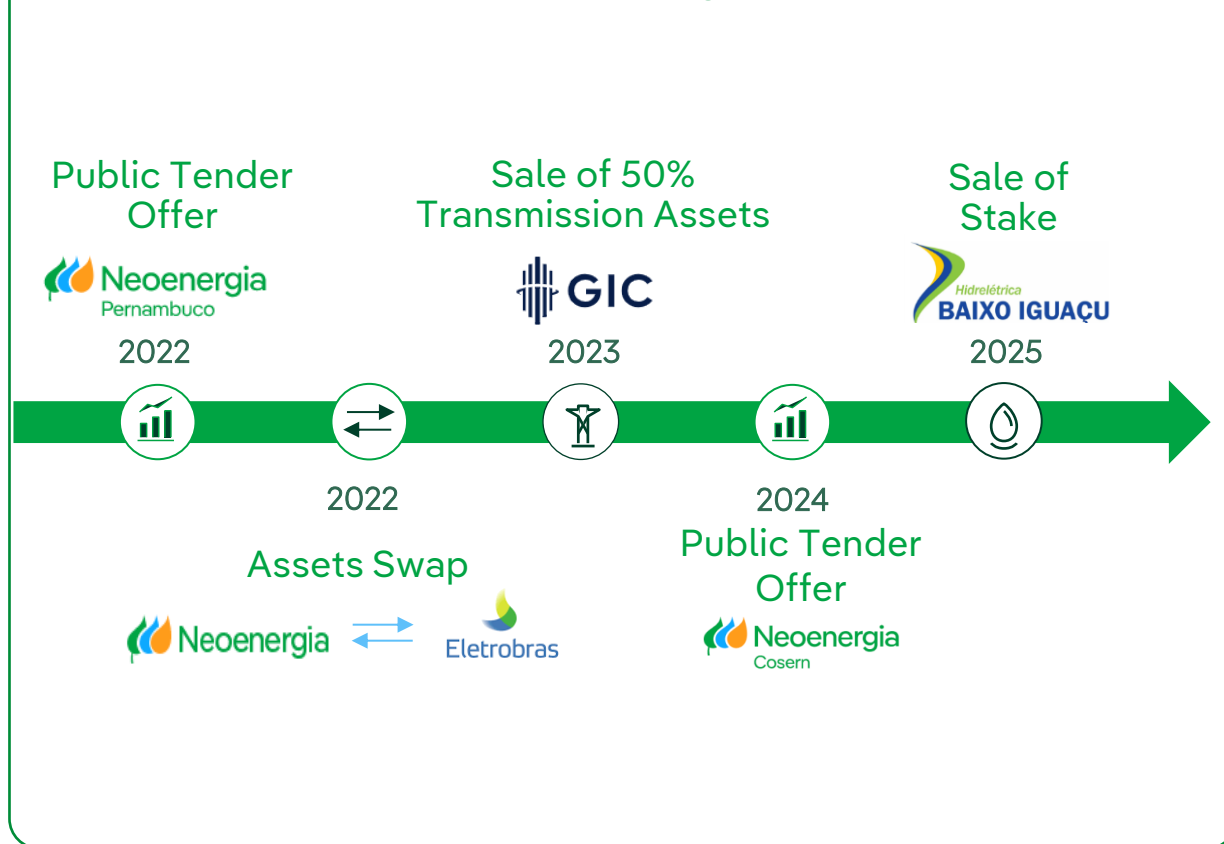 Public Tender
Offer
Neoenergia
Pernambuco
2022
Sale of 50%
Transmission Assets
GIC
2023
Sale of
Stake
Hidrelétrica
BAIXO IGUAÇU
2025
2022
Assets Swap
Neoenergia
Eletrobras
2024
Public Tender
Offer
Neoenergia
Cosern